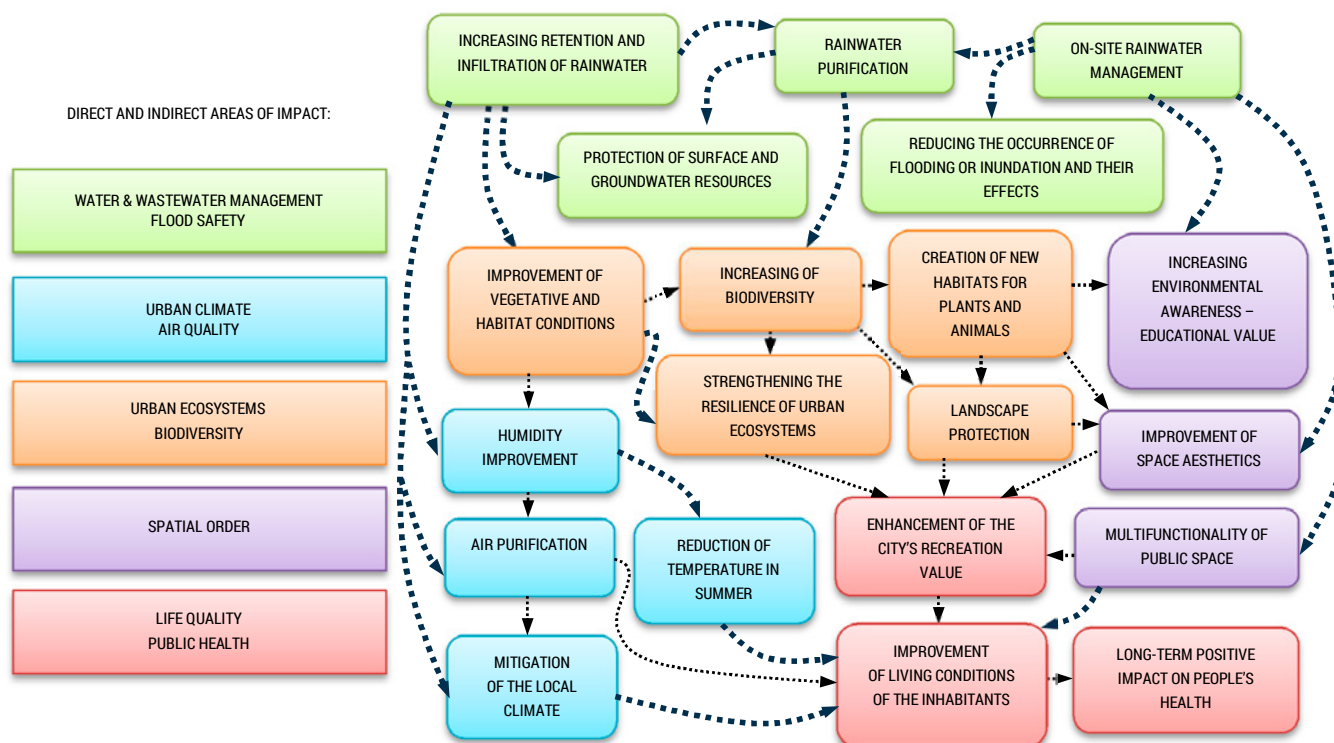 INCREASING RETENTION AND
INFILTRATION OF RAINWATER
RAINWATER
PURIFICATION
ON-SITE RAINWATER
MANAGEMENT
DIRECT AND INDIRECT AREAS OF IMPACT:
PROTECTION OF SURFACE AND
GROUNDWATER RESOURCES
REDUCING THE OCCURRENCE OF
FLOODING OR INUNDATION AND THEIR
EFFECTS
WATER & WASTEWATER MANAGEMENT
FLOOD SAFETY
URBAN CLIMATE
AIR QUALITY
URBAN ECOSYSTEMS
BIODIVERSITY
SPATIAL ORDER
LIFE QUALITY
PUBLIC HEALTH
IMPROVEMENT OF
VEGETATIVE AND
HABITAT CONDITIONS
INCREASING OF
BIODIVERSITY
CREATION OF NEW
HABITATS FOR
PLANTS AND
ANIMALS
INCREASING
ENVIRONMENTAL
AWARENESS –
EDUCATIONAL VALUE
STRENGTHENING THE
RESILIENCE OF URBAN
ECOSYSTEMS
LANDSCAPE
PROTECTION
IMPROVEMENT OF
SPACE AESTHETICS
HUMIDITY
IMPROVEMENT
AIR PURIFICATION
REDUCTION OF
TEMPERATURE IN
SUMMER
ENHANCEMENT OF THE
CITY'S RECREATION
VALUE
MULTIFUNCTIONALITY OF
PUBLIC SPACE
MITIGATION
OF THE LOCAL
CLIMATE
IMPROVEMENT
OF LIVING CONDITIONS
OF THE INHABITANTS
LONG-TERM POSITIVE
IMPACT ON PEOPLE'S
HEALTH